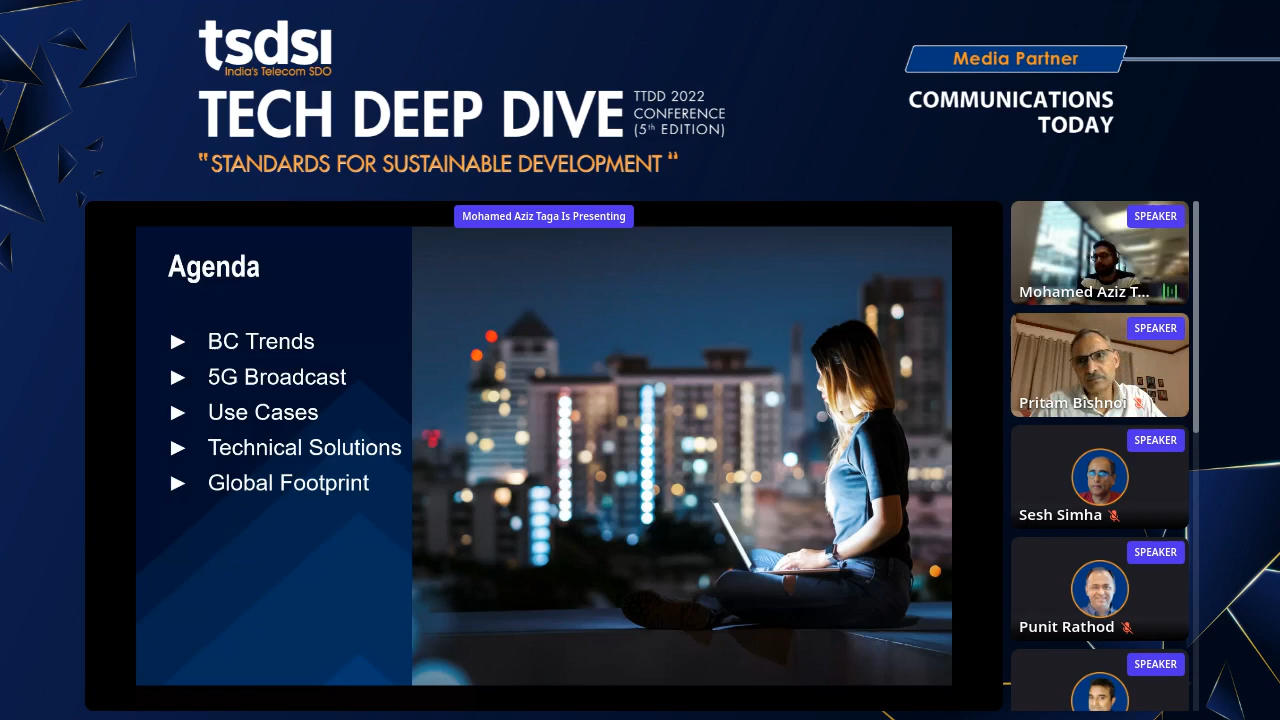 tsdsi
India's Telecom SDO
TECH DEEP DIVE
TTDD 2022
CONFERENCE
(5th EDITION)
"STANDARDS FOR SUSTAINABLE DEVELOPMENT"
Media Partner
COMMUNICATIONS
TODAY
Mohamed Aziz Taga Is Presenting
Agenda
► BC Trends
► 5G Broadcast
► Use Cases
► Technical Solutions
► Global Footprint
SPEAKER
Mohamed Aziz T...
SPEAKER
Pritam Bishnoi
SPEAKER
Sesh Simha
SPEAKER
Punit Rathod
SPEAKER